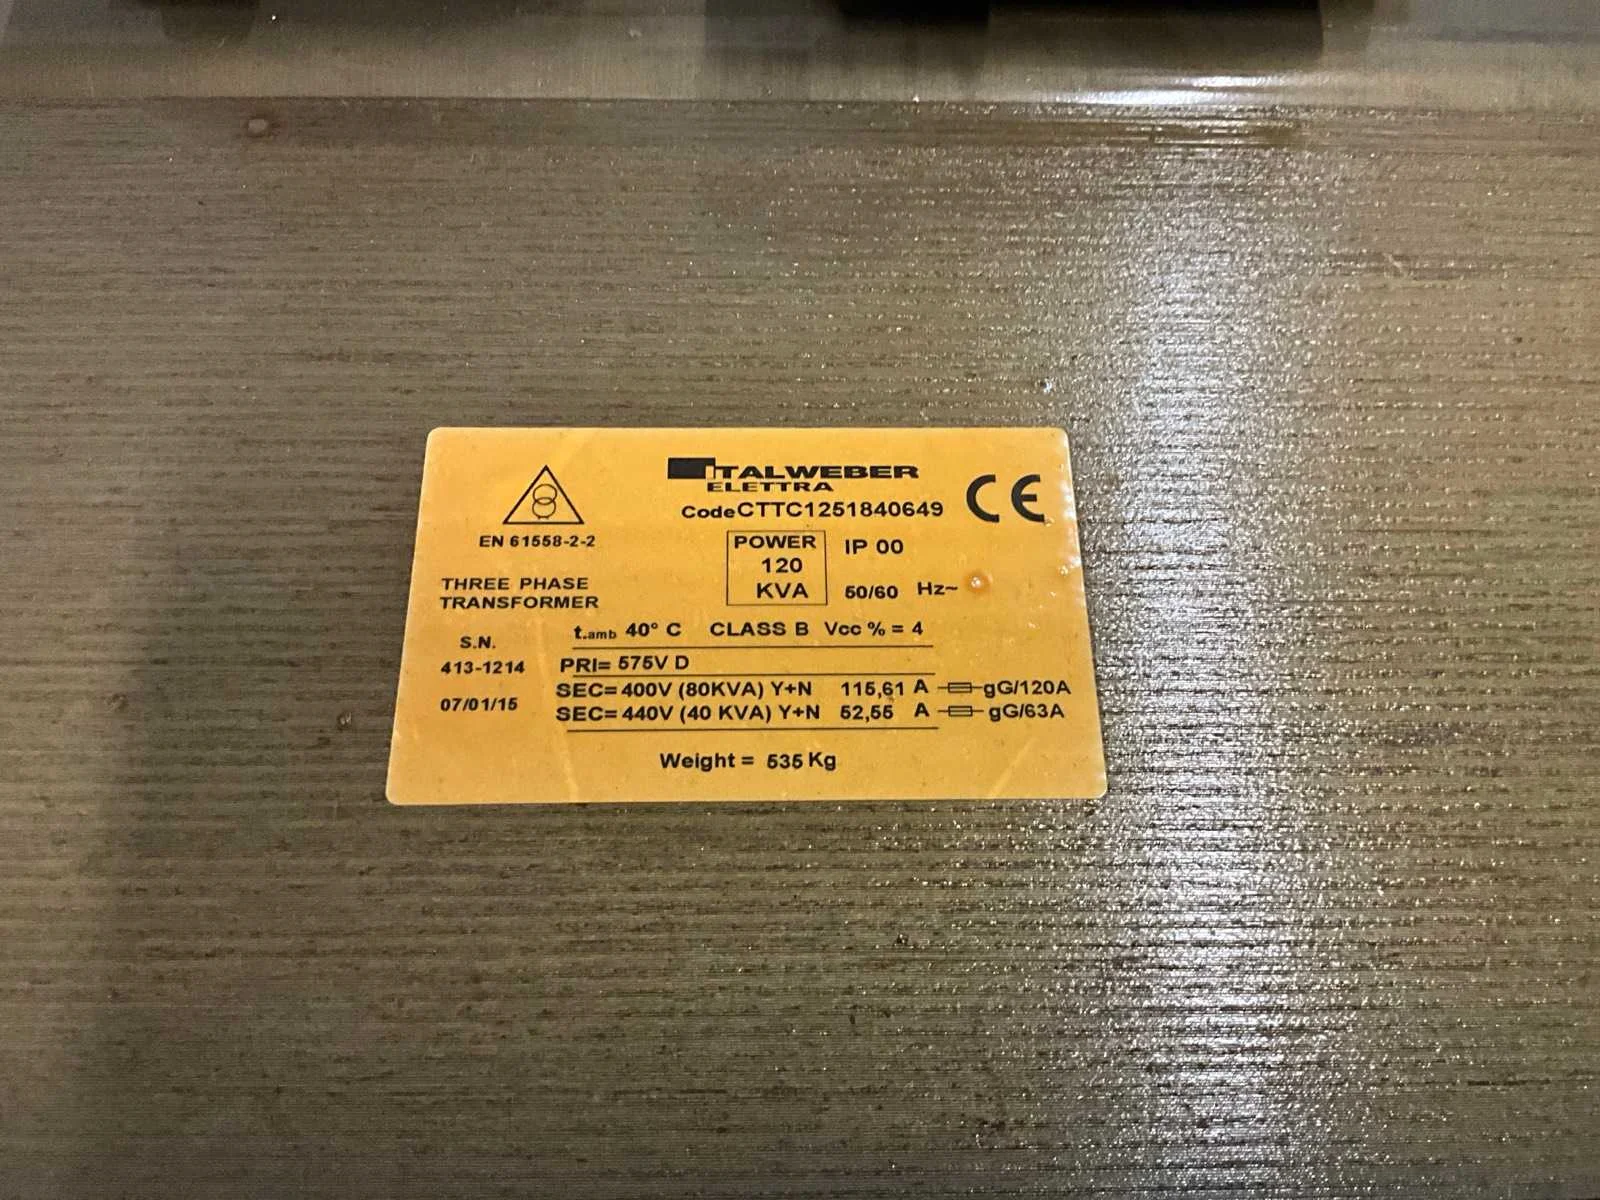 ITALWEBER
ELETTRA
Code CTTC1251840649
CE
EN 61558-2-2
POWER
120
KVA
IP 00
50/60 Hz~
THREE PHASE
TRANSFORMER
t.amb 40° C CLASS B Vcc % = 4
S.N.
413-1214
07/01/15
PRI= 575V D
SEC= 400V (80KVA) Y+N 115,61 A gG/120A
SEC= 440V (40 KVA) Y+N 52,55 A gG/63A
Weight = 535 Kg